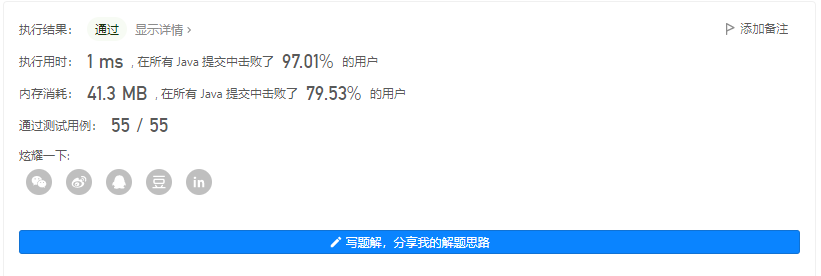 执行结果： 通过 显示详情 › 添加备注
执行用时： 1 ms , 在所有 Java 提交中击败了 97.01% 的用户
内存消耗： 41.3 MB , 在所有 Java 提交中击败了 79.53% 的用户
通过测试用例： 55 / 55
炫耀一下:
豆 in
写题解，分享我的解题思路